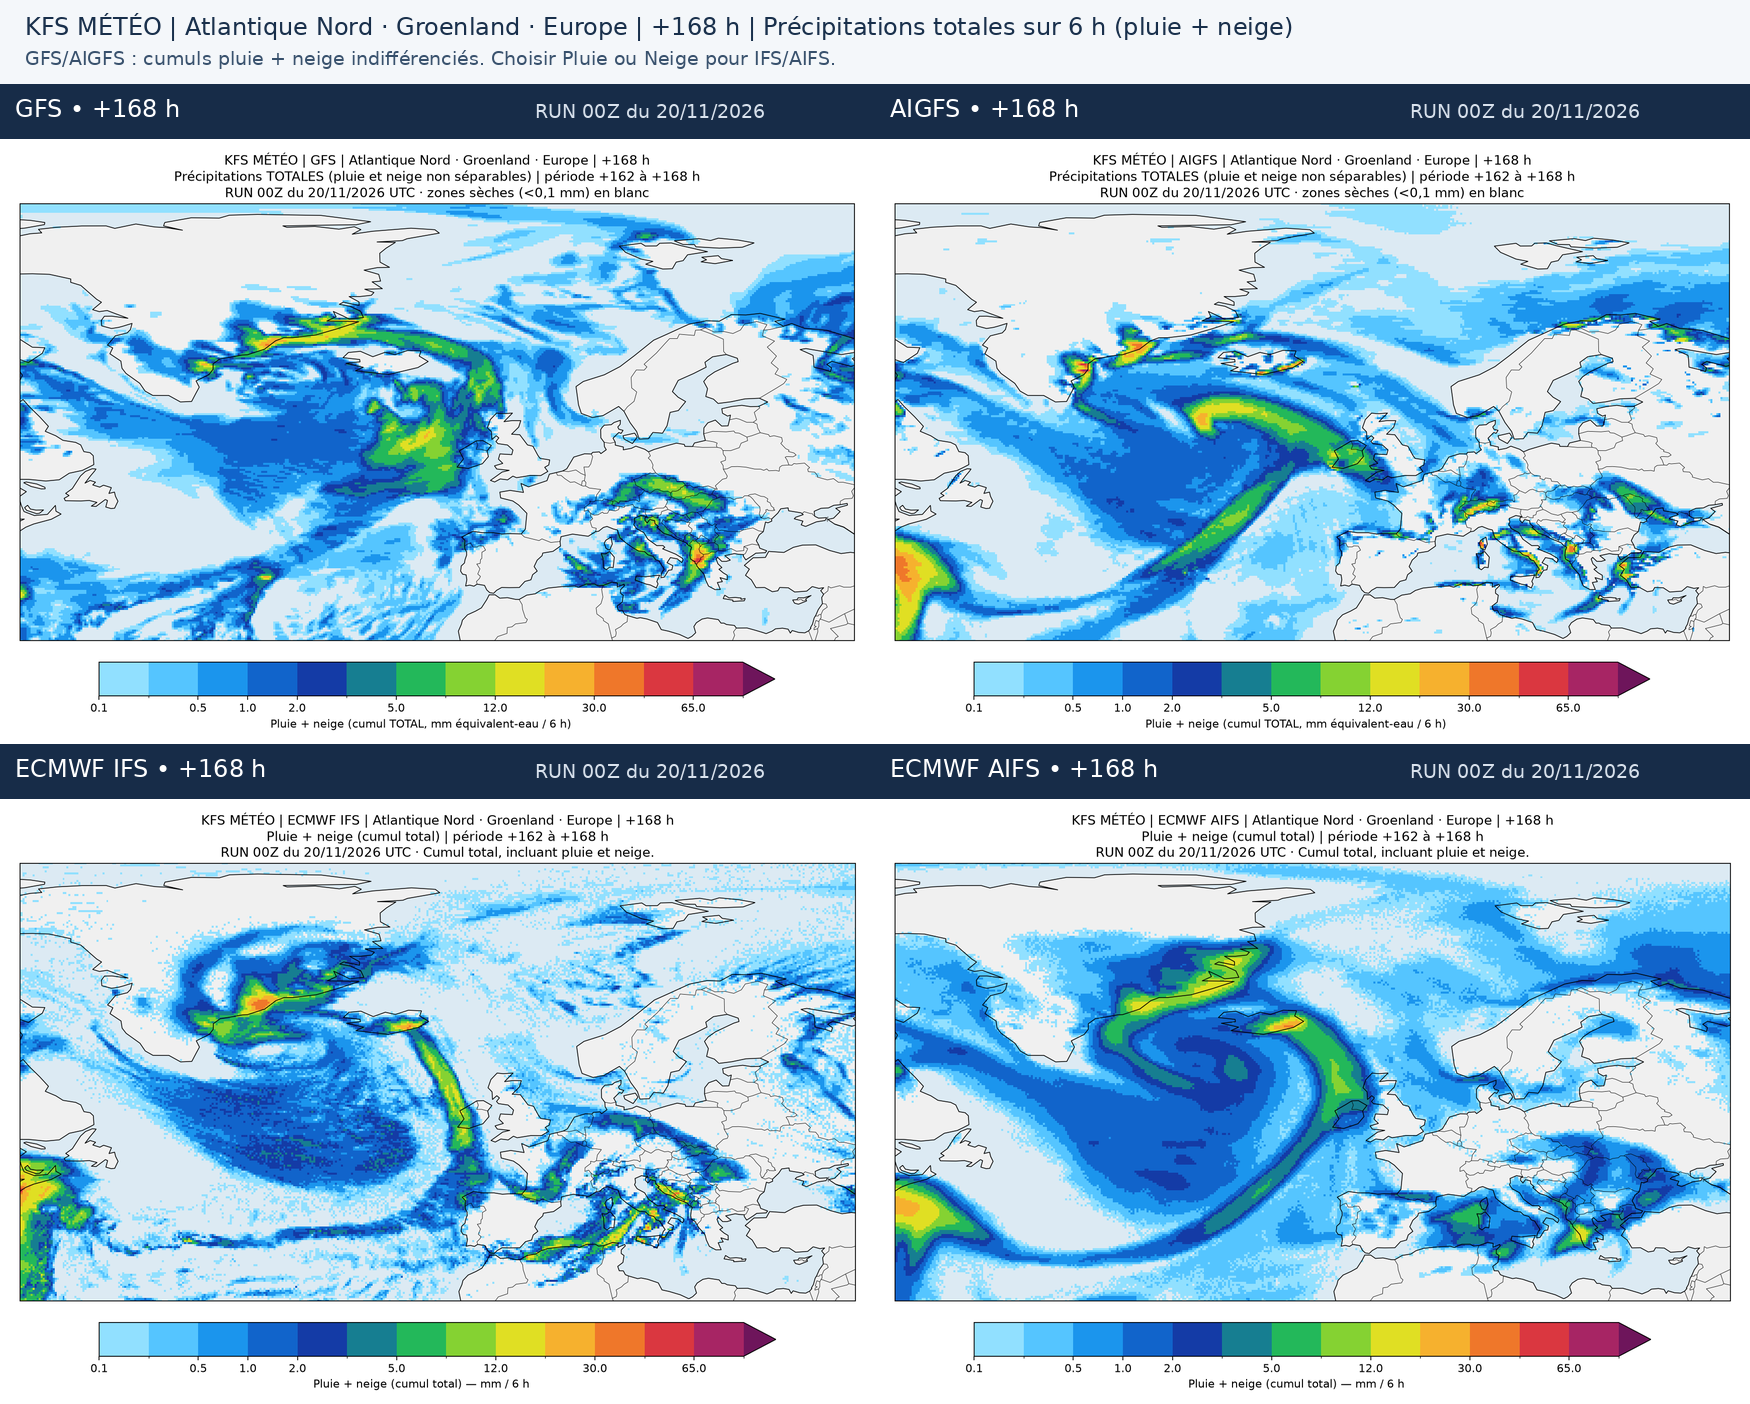 KFS MÉTÉO | Atlantique Nord · Groenland · Europe | +168 h | Précipitations totales sur 6 h (pluie + neige)
GFS/AIGFS : cumuls pluie + neige indifférenciés. Choisir Pluie ou Neige pour IFS/AIFS.
GFS • +168 h
RUN 00Z du 20/11/2026
KFS MÉTÉO | GFS | Atlantique Nord · Groenland · Europe | +168 h
Précipitations TOTALES (pluie et neige non séparables) | période +162 à +168 h
RUN 00Z du 20/11/2026 UTC · zones sèches (<0,1 mm) en blanc
0.1 0.5 1.0 2.0 5.0 12.0 30.0 65.0
Pluie + neige (cumul TOTAL, mm équivalent-eau / 6 h)
AIGFS • +168 h
RUN 00Z du 20/11/2026
KFS MÉTÉO | AIGFS | Atlantique Nord · Groenland · Europe | +168 h
Précipitations TOTALES (pluie et neige non séparables) | période +162 à +168 h
RUN 00Z du 20/11/2026 UTC · zones sèches (<0,1 mm) en blanc
0.1 0.5 1.0 2.0 5.0 12.0 30.0 65.0
Pluie + neige (cumul TOTAL, mm équivalent-eau / 6 h)
ECMWF IFS • +168 h
RUN 00Z du 20/11/2026
KFS MÉTÉO | ECMWF IFS | Atlantique Nord · Groenland · Europe | +168 h
Pluie + neige (cumul total) | période +162 à +168 h
RUN 00Z du 20/11/2026 UTC · Cumul total, incluant pluie et neige.
0.1 0.5 1.0 2.0 5.0 12.0 30.0 65.0
Pluie + neige (cumul total) — mm / 6 h
ECMWF AIFS • +168 h
RUN 00Z du 20/11/2026
KFS MÉTÉO | ECMWF AIFS | Atlantique Nord · Groenland · Europe | +168 h
Pluie + neige (cumul total) | période +162 à +168 h
RUN 00Z du 20/11/2026 UTC · Cumul total, incluant pluie et neige.
0.1 0.5 1.0 2.0 5.0 12.0 30.0 65.0
Pluie + neige (cumul total) — mm / 6 h